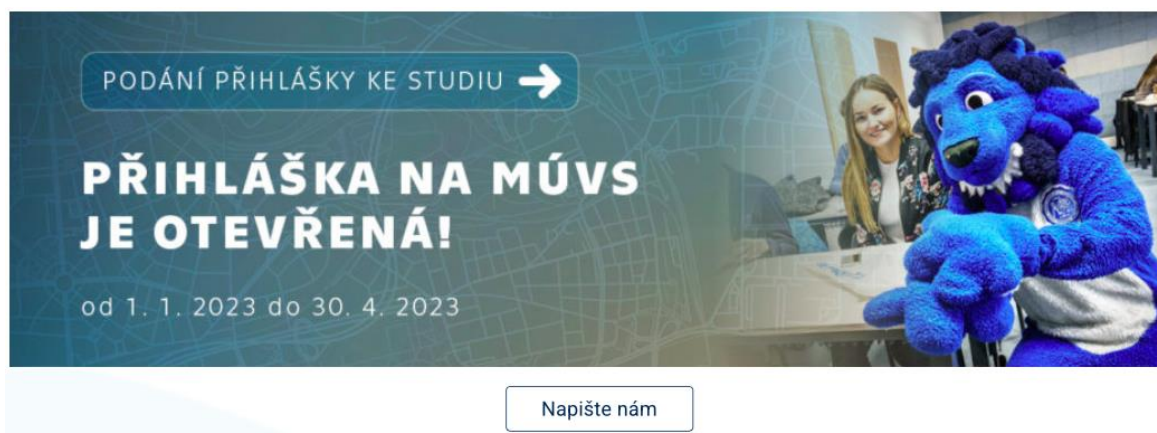 PODÁNÍ PŘIHLÁŠKY KE STUDIU
PŘIHLÁŠKA NA MÚVS
JE OTEVŘENÁ!
od 1. 1. 2023 do 30. 4. 2023
Napište nám